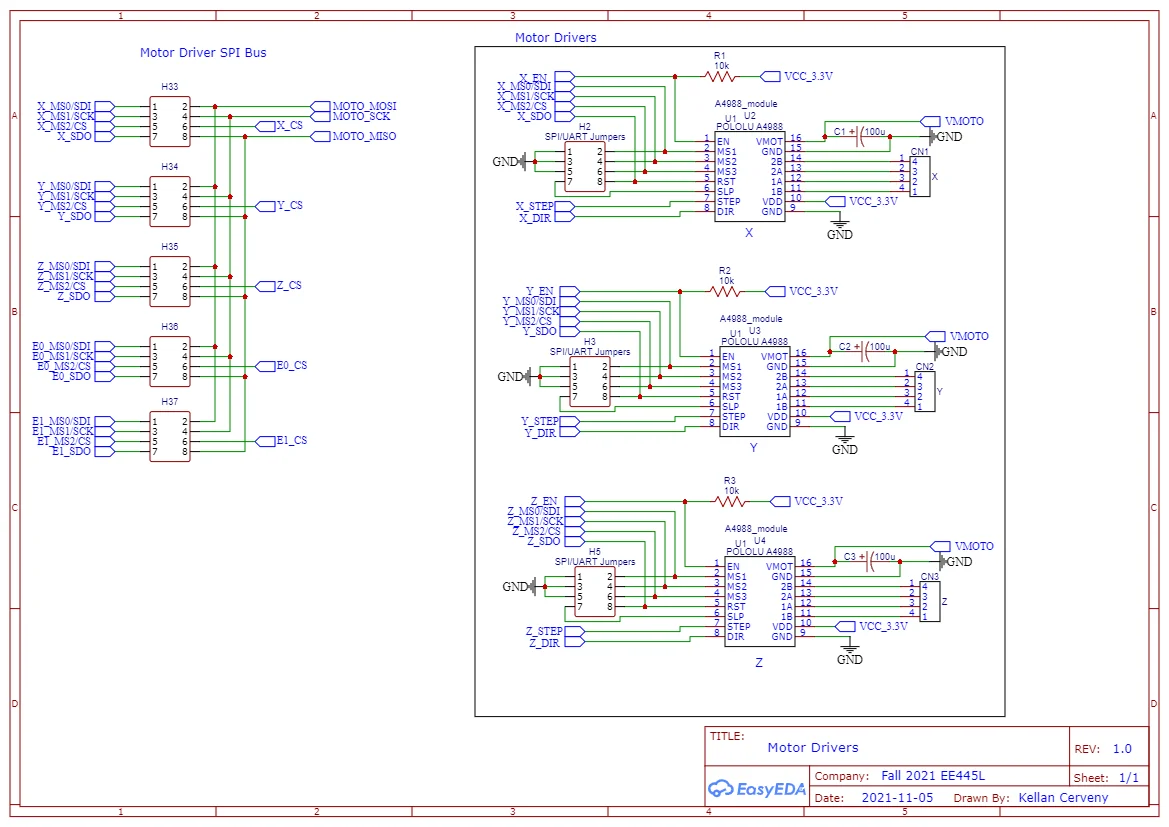 1 2 3 4 5
A B C D
A B C D
1 2 3 4 5
Motor Driver SPI Bus
H33
X_MS0/SDI 1 2 MOTO_MOSI
X_MS1/SCK 3 4 MOTO_SCK
X_MS2/CS 5 6 X_CS
X_SDO 7 8 MOTO_MISO
H34
Y_MS0/SDI 1 2
Y_MS1/SCK 3 4
Y_MS2/CS 5 6 Y_CS
Y_SDO 7 8
H35
Z_MS0/SDI 1 2
Z_MS1/SCK 3 4
Z_MS2/CS 5 6 Z_CS
Z_SDO 7 8
H36
E0_MS0/SDI 1 2
E0_MS1/SCK 3 4
E0_MS2/CS 5 6 E0_CS
E0_SDO 7 8
H37
E1_MS0/SDI 1 2
E1_MS1/SCK 3 4
E1_MS2/CS 5 6 E1_CS
E1_SDO 7 8
Motor Drivers
R1
10k
VCC_3.3V
X_EN
X_MS0/SDI
X_MS1/SCK
X_MS2/CS
X_SDO
H2
SPI/UART Jumpers
GND
1 2
3 4
5 6
7 8
X_STEP
X_DIR
A4988_module
U1 U2
POLOLU A4988
1 EN VMOT 16
2 MS1 GND 15
3 MS2 2B 14
4 MS3 2A 13
5 RST 1A 12
6 SLP 1B 11
7 STEP VDD 10
8 DIR GND 9
X
C1 + 100u
VMOTO
GND
CN1
1 4
2 3
3 2
4 1
X
VCC_3.3V
GND
R2
10k
VCC_3.3V
Y_EN
Y_MS0/SDI
Y_MS1/SCK
Y_MS2/CS
Y_SDO
H3
SPI/UART Jumpers
GND
1 2
3 4
5 6
7 8
Y_STEP
Y_DIR
A4988_module
U1 U3
POLOLU A4988
1 EN VMOT 16
2 MS1 GND 15
3 MS2 2B 14
4 MS3 2A 13
5 RST 1A 12
6 SLP 1B 11
7 STEP VDD 10
8 DIR GND 9
Y
C2 + 100u
VMOTO
GND
CN2
1 4
2 3
3 2
4 1
Y
VCC_3.3V
GND
R3
10k
VCC_3.3V
Z_EN
Z_MS0/SDI
Z_MS1/SCK
Z_MS2/CS
Z_SDO
H5
SPI/UART Jumpers
GND
1 2
3 4
5 6
7 8
Z_STEP
Z_DIR
A4988_module
U1 U4
POLOLU A4988
1 EN VMOT 16
2 MS1 GND 15
3 MS2 2B 14
4 MS3 2A 13
5 RST 1A 12
6 SLP 1B 11
7 STEP VDD 10
8 DIR GND 9
Z
C3 + 100u
VMOTO
GND
CN3
1 4
2 3
3 2
4 1
Z
VCC_3.3V
GND
TITLE:
Motor Drivers
REV: 1.0
EasyEDA
Company: Fall 2021 EE445L
Sheet: 1/1
Date: 2021-11-05 Drawn By: Kellan Cerveny